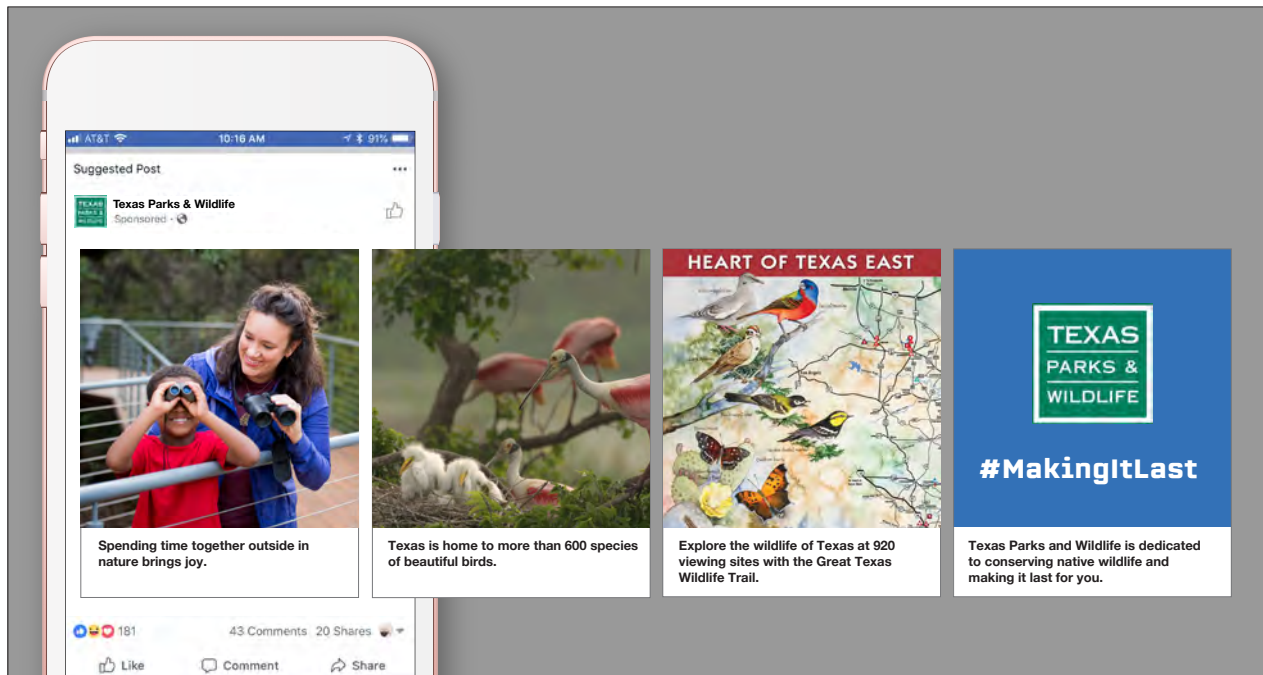 AT&T
10:16 AM
91%
Suggested Post
TEXAS
PARKS &
WILDLIFE
Texas Parks & Wildlife
Sponsored
Spending time together outside in
nature brings joy.
Texas is home to more than 600 species
of beautiful birds.
HEART OF TEXAS EAST
Explore the wildlife of Texas at 920
viewing sites with the Great Texas
Wildlife Trail.
TEXAS
PARKS &
WILDLIFE
#MakingItLast
Texas Parks and Wildlife is dedicated
to conserving native wildlife and
making it last for you.
181
43 Comments 20 Shares
Like
Comment
Share